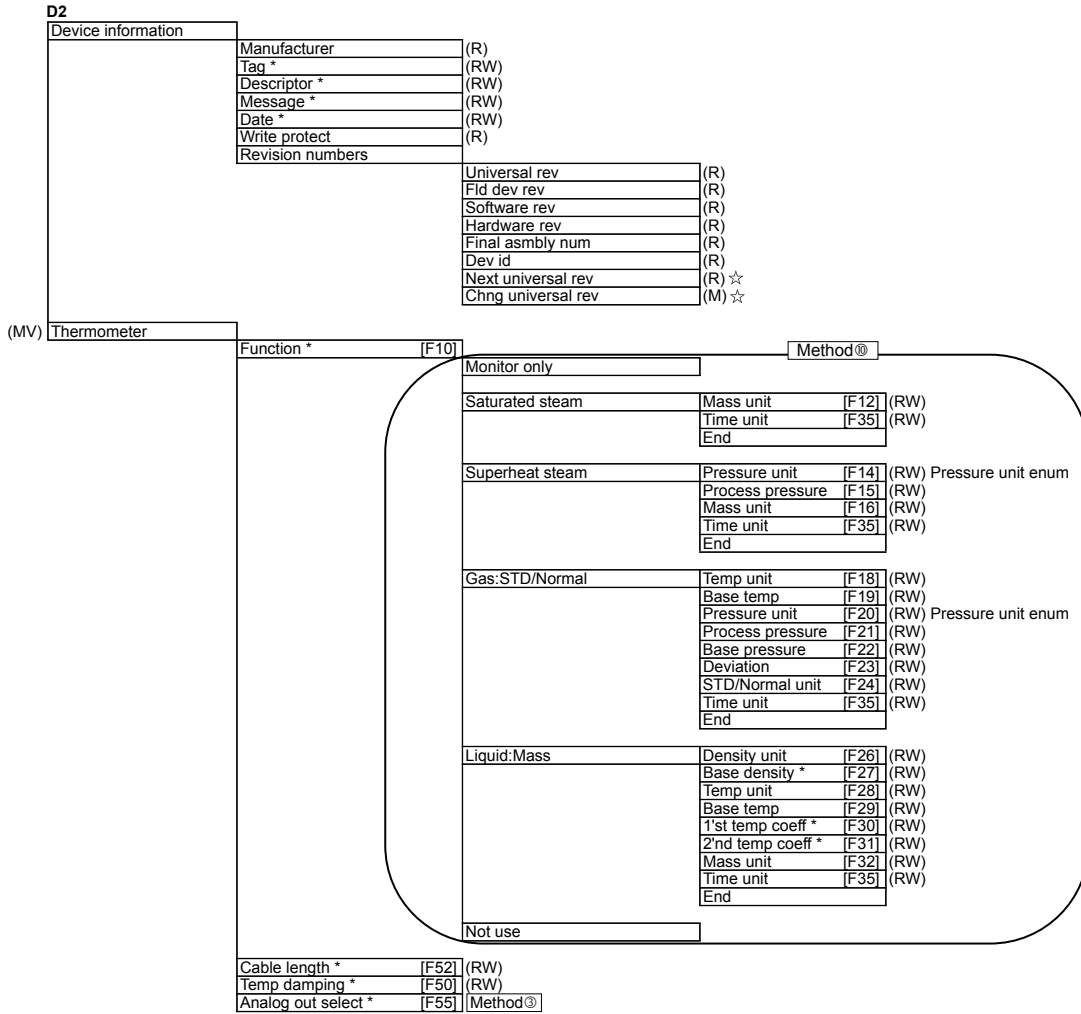 D2
Device information
Manufacturer (R)
Tag * (RW)
Descriptor * (RW)
Message * (RW)
Date * (RW)
Write protect (R)
Revision numbers
Universal rev (R)
Fld dev rev (R)
Software rev (R)
Hardware rev (R)
Final asmbly num (R)
Dev id (R)
Next universal rev (R) ☆
Chng universal rev (M) ☆
(MV) Thermometer
Function * [F10] Method⑩
Monitor only
Saturated steam Mass unit [F12] (RW)
Time unit [F35] (RW)
End
Superheat steam Pressure unit [F14] (RW) Pressure unit enum
Process pressure [F15] (RW)
Mass unit [F16] (RW)
Time unit [F35] (RW)
End
Gas:STD/Normal Temp unit [F18] (RW)
Base temp [F19] (RW)
Pressure unit [F20] (RW) Pressure unit enum
Process pressure [F21] (RW)
Base pressure [F22] (RW)
Deviation [F23] (RW)
STD/Normal unit [F24] (RW)
Time unit [F35] (RW)
End
Liquid:Mass Density unit [F26] (RW)
Base density * [F27] (RW)
Temp unit [F28] (RW)
Base temp [F29] (RW)
1'st temp coeff * [F30] (RW)
2'nd temp coeff * [F31] (RW)
Mass unit [F32] (RW)
Time unit [F35] (RW)
End
Not use
Cable length * [F52] (RW)
Temp damping * [F50] (RW)
Analog out select * [F55] Method③